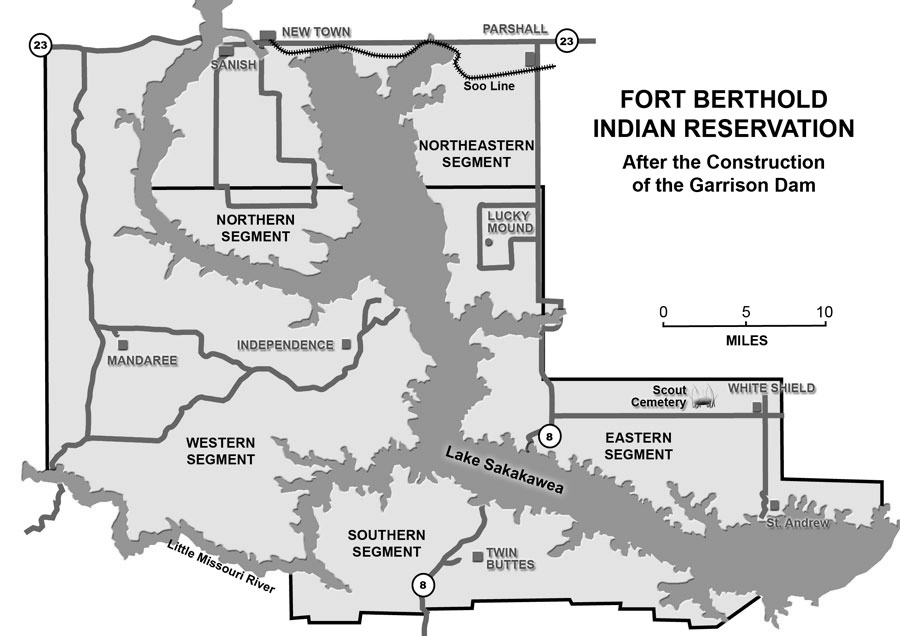 23
NEW TOWN
PARSHALL
23
SANISH
Soo Line
FORT BERTHOLD
INDIAN RESERVATION
After the Construction
of the Garrison Dam
NORTHEASTERN
SEGMENT
NORTHERN
SEGMENT
LUCKY
MOUND
0 5 10
MILES
MANDAREE
INDEPENDENCE
Scout
Cemetery
WHITE SHIELD
8
WESTERN
SEGMENT
EASTERN
SEGMENT
Lake Sakakawea
St. Andrew
SOUTHERN
SEGMENT
TWIN
BUTTES
Little Missouri River
8